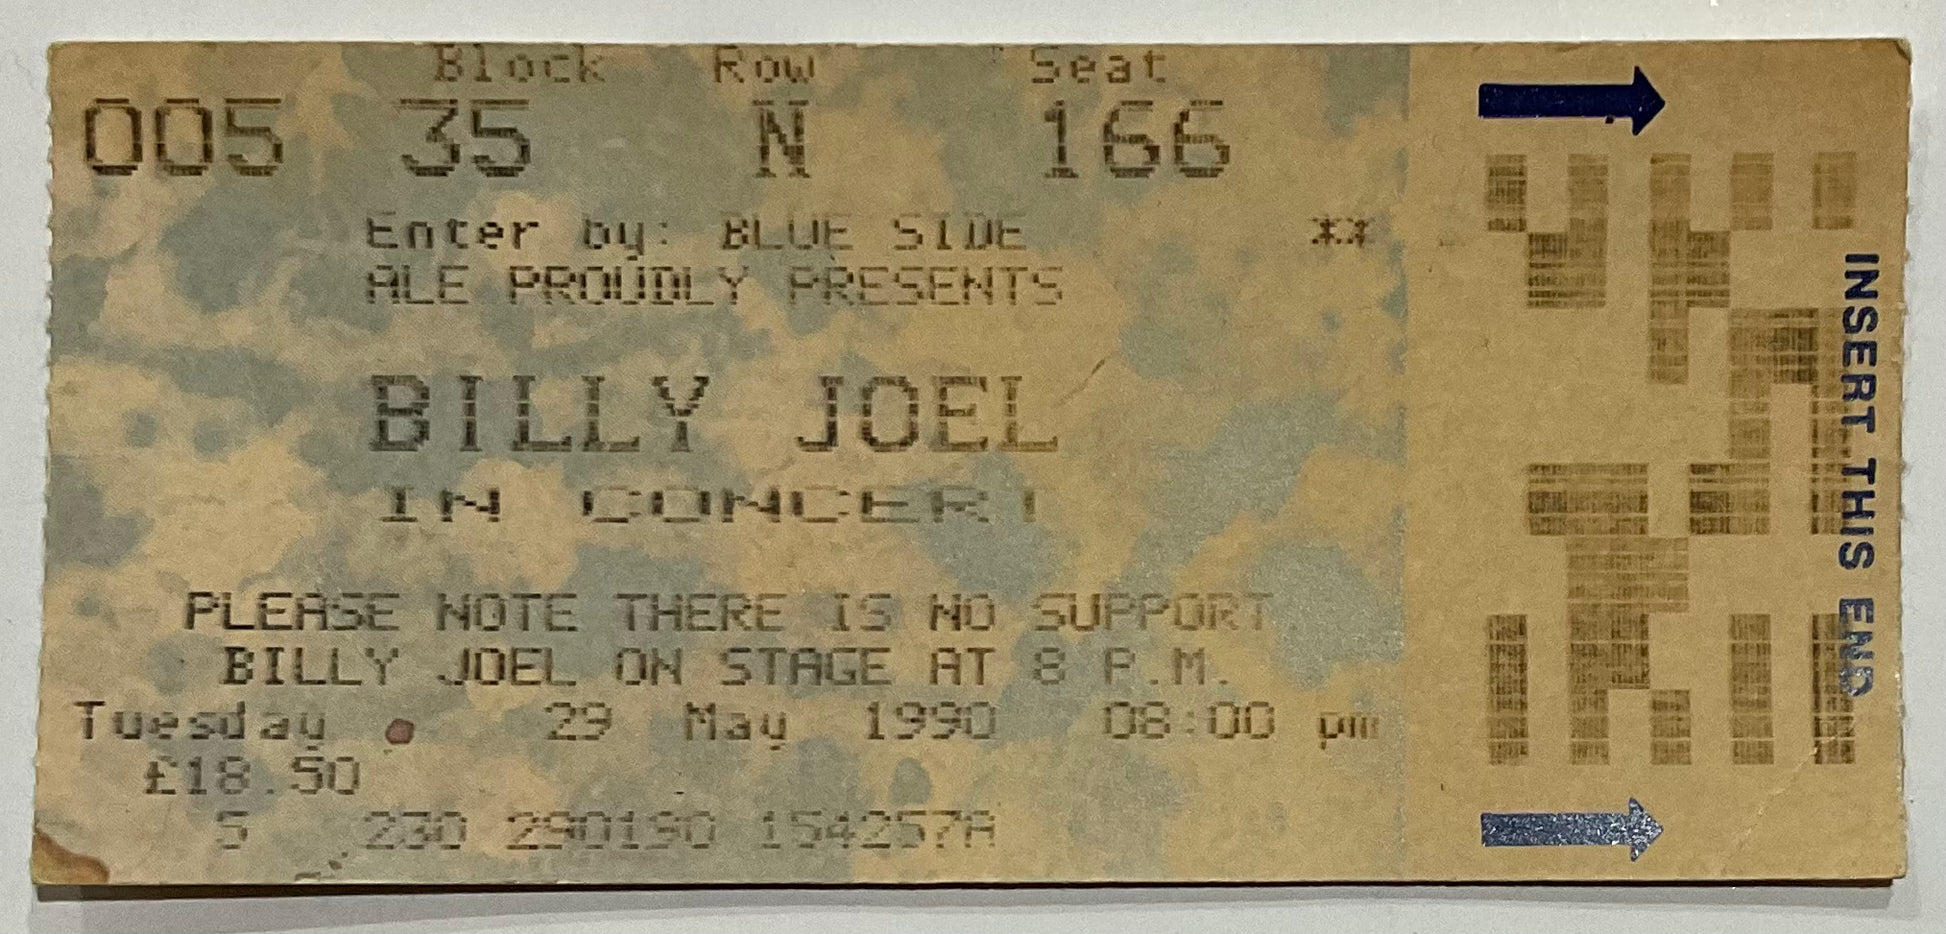 Block Row Seat
005 35 N 166
Enter by: BLUE SIDE **
ALE PROUDLY PRESENTS
BILLY JOEL
IN CONCERT
PLEASE NOTE THERE IS NO SUPPORT
BILLY JOEL ON STAGE AT 8 P.M.
Tuesday 29 May 1990 08:00 pm
£18.50
5 230 290190 154257A
INSERT THIS END